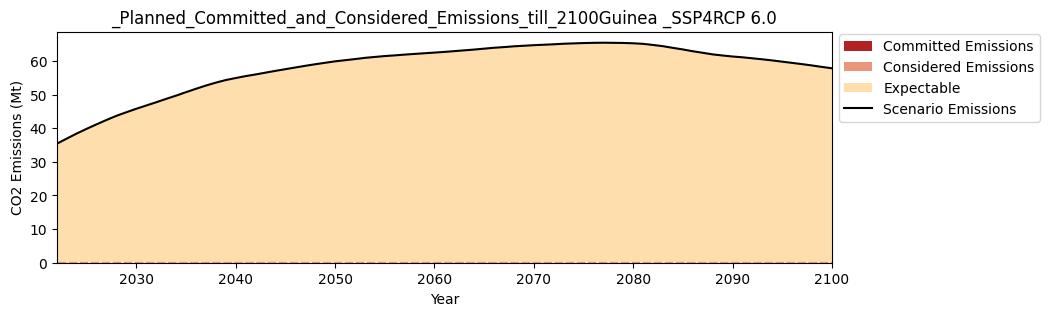 _Planned_Committed_and_Considered_Emissions_till_2100Guinea _SSP4RCP 6.0
Committed Emissions
Considered Emissions
Expectable
Scenario Emissions
CO2 Emissions (Mt)
60
50
40
30
20
10
0
2030 2040 2050 2060 2070 2080 2090 2100
Year